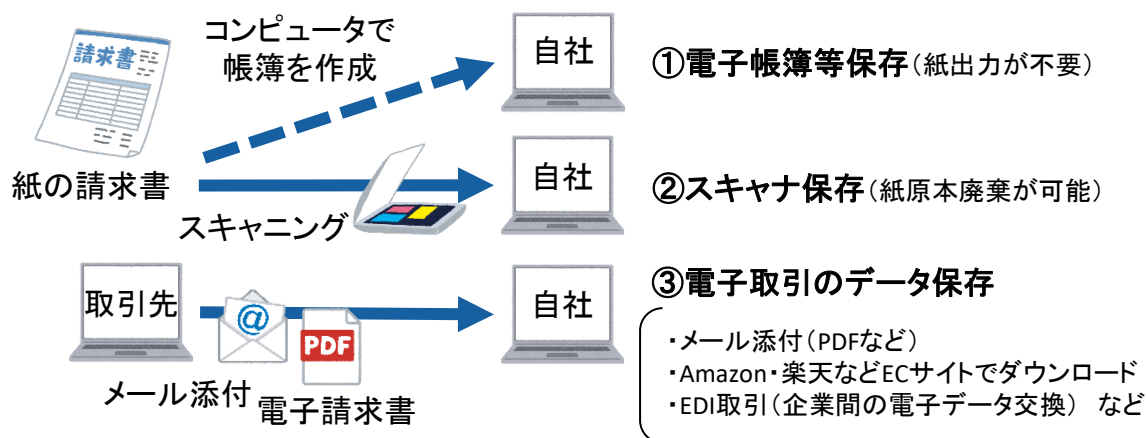 請求書
コンピュータで
帳簿を作成
自社
①電子帳簿等保存(紙出力が不要)
紙の請求書
スキャニング
自社
②スキャナ保存(紙原本廃棄が可能)
取引先
@
PDF
メール添付
電子請求書
自社
③電子取引のデータ保存
・メール添付(PDFなど)
・Amazon・楽天などECサイトでダウンロード
・EDI取引(企業間の電子データ交換) など